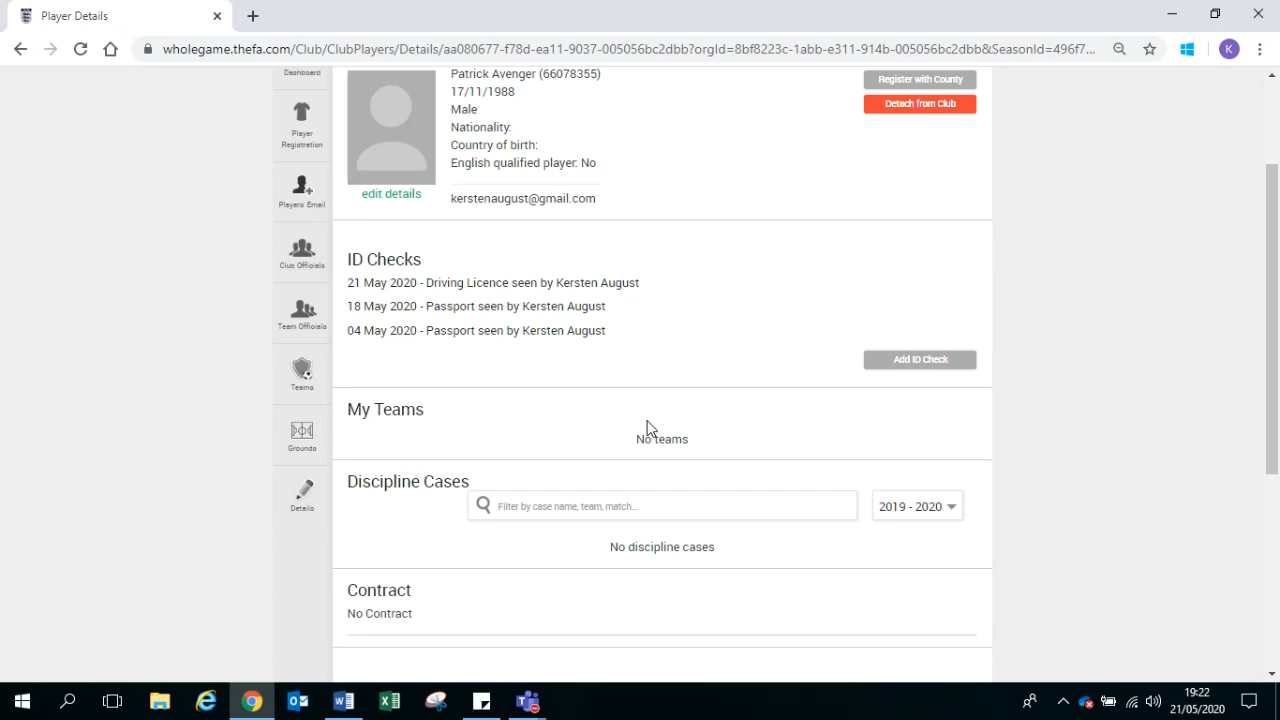 Player Details
wholegame.thefa.com/Club/ClubPlayers/Details/aa080677-f78d-ea11-9037-005056bc2dbb?orgId=8bf8223c-1abb-e311-914b-005056bc2dbb&SeasonId=496f7...
K
Dashboard
Player
Registration
Players' Email
Club Officials
Team Officials
Teams
Grounds
Details
Patrick Avenger (66078355)
17/11/1988
Male
Nationality:
Country of birth:
English qualified player: No
edit details
kerstenaugust@gmail.com
Register with County
Detach from Club
ID Checks
21 May 2020 - Driving Licence seen by Kersten August
18 May 2020 - Passport seen by Kersten August
04 May 2020 - Passport seen by Kersten August
Add ID Check
My Teams
No teams
Discipline Cases
Filter by case name, team, match...
2019 - 2020
No discipline cases
Contract
No Contract
19:22
21/05/2020